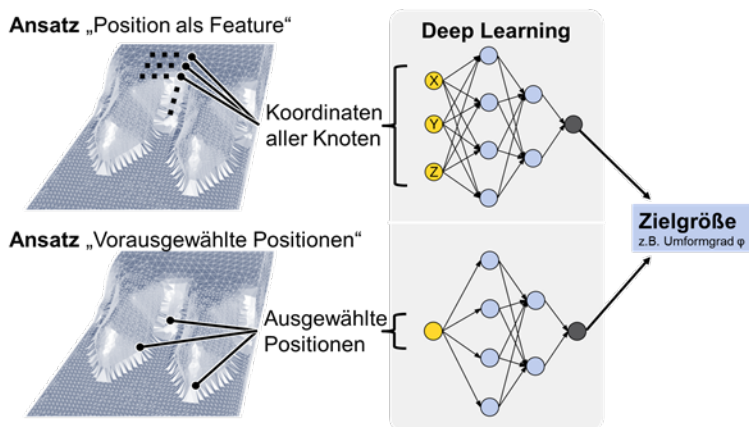 Ansatz „Position als Feature“
Deep Learning
X
Y
Z
Koordinaten
aller Knoten
Zielgröße
z.B. Umformgrad φ
Ansatz „Vorausgewählte Positionen“
Ausgewählte
Positionen